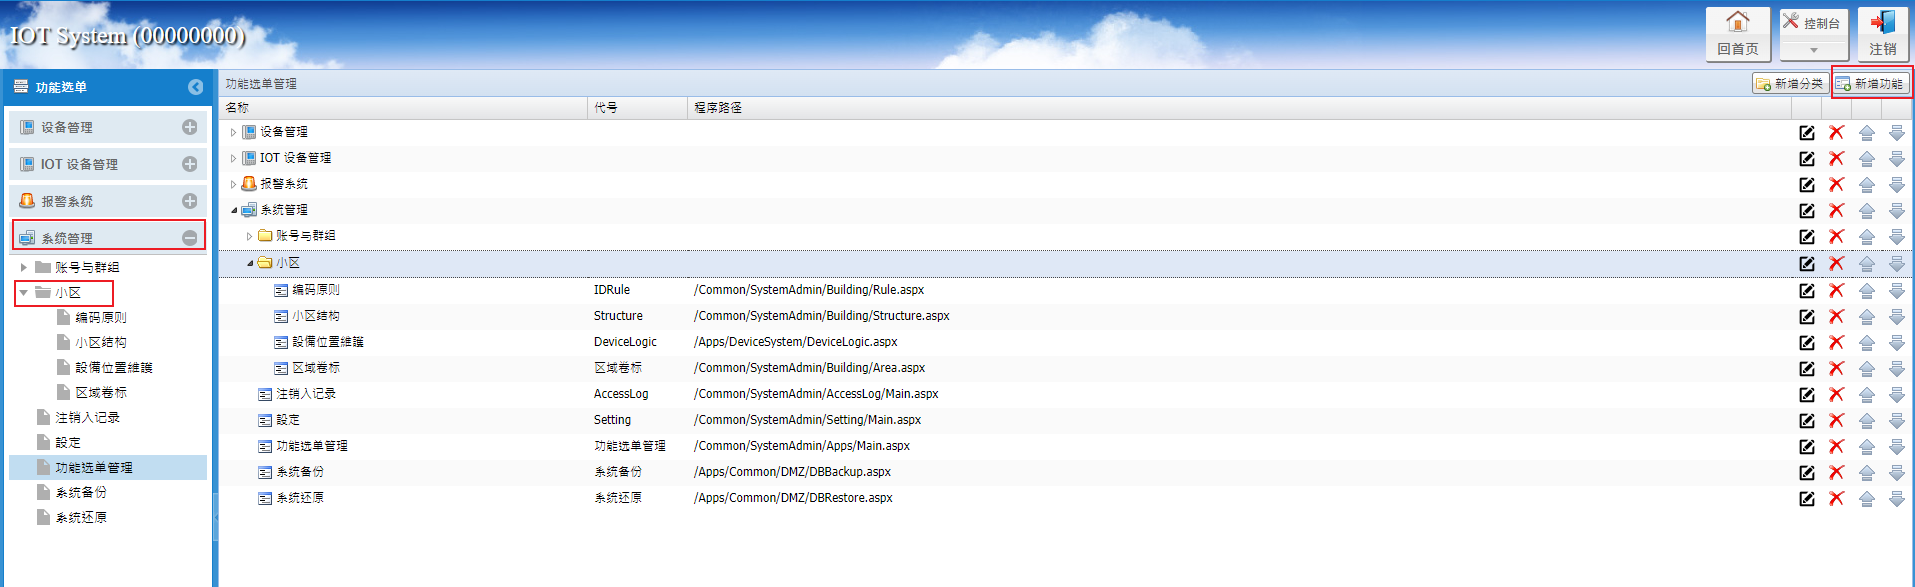 IOT System (00000000)
回首页
控制台
注销
功能选单
功能选单管理
新增分类
新增功能
设备管理
IOT 设备管理
报警系统
系统管理
账号与群组
小区
编码原则
小区结构
設備位置維護
区域卷标
注销入记录
設定
功能选单管理
系统备份
系统还原
名称 代号 程序路径
设备管理
IOT 设备管理
报警系统
系统管理
账号与群组
小区
编码原则 IDRule /Common/SystemAdmin/Building/Rule.aspx
小区结构 Structure /Common/SystemAdmin/Building/Structure.aspx
設備位置維護 DeviceLogic /Apps/DeviceSystem/DeviceLogic.aspx
区域卷标 区域卷标 /Common/SystemAdmin/Building/Area.aspx
注销入记录 AccessLog /Common/SystemAdmin/AccessLog/Main.aspx
設定 Setting /Common/SystemAdmin/Setting/Main.aspx
功能选单管理 功能选单管理 /Common/SystemAdmin/Apps/Main.aspx
系统备份 系统备份 /Apps/Common/DMZ/DBBackup.aspx
系统还原 系统还原 /Apps/Common/DMZ/DBRestore.aspx